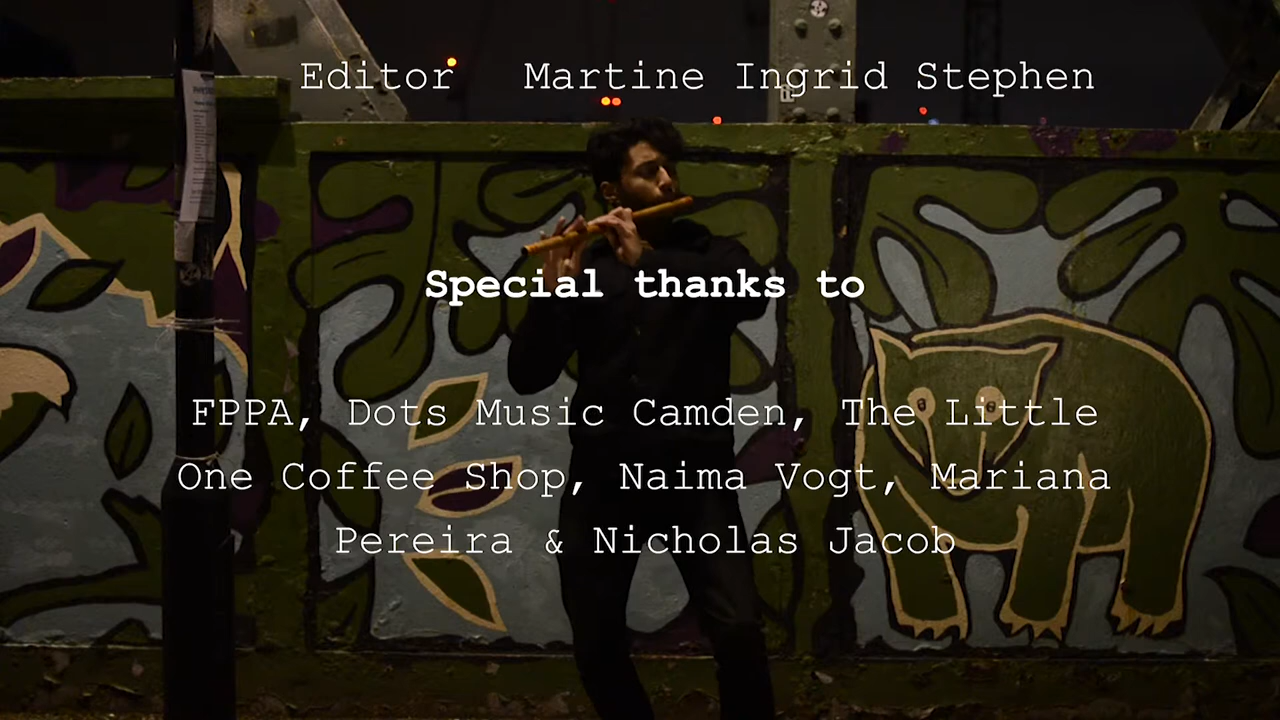 Editor Martine Ingrid Stephen
Special thanks to
FPPA, Dots Music Camden, The Little
One Coffee Shop, Naima Vogt, Mariana
Pereira & Nicholas Jacob